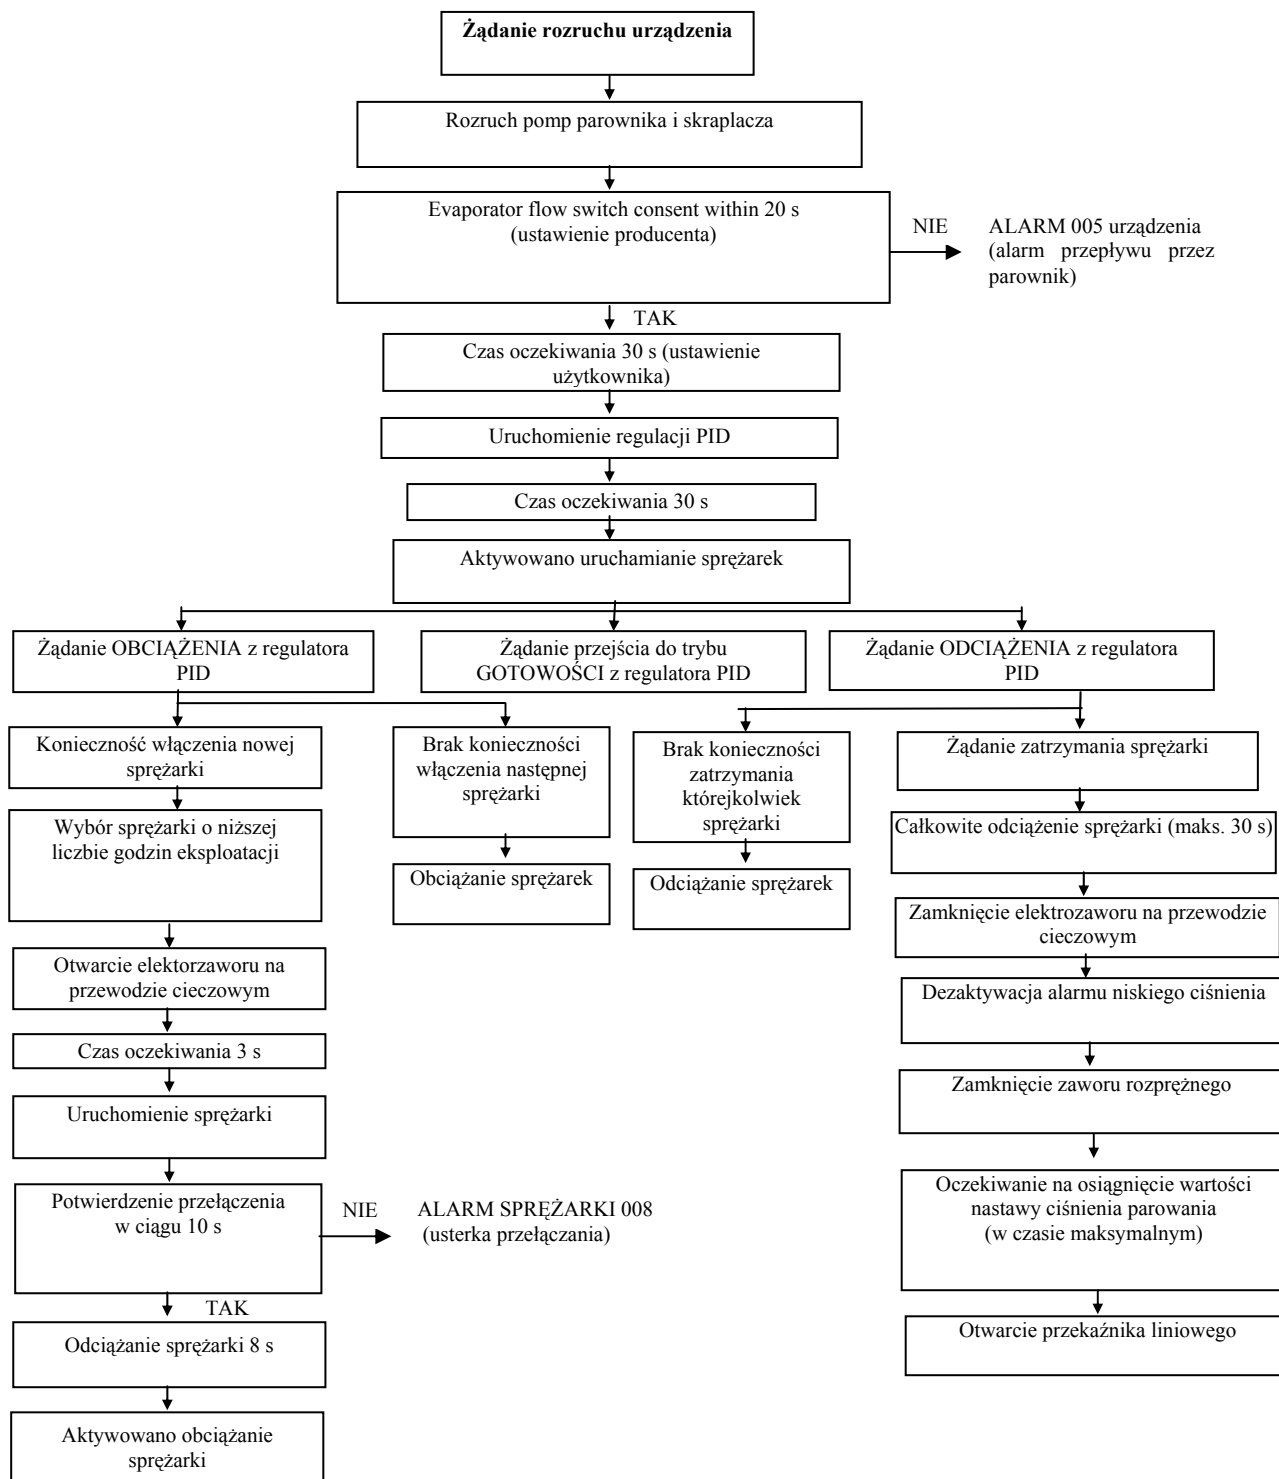 Żądanie rozruchu urządzenia
Rozruch pomp parownika i skraplacza
Evaporator flow switch consent within 20 s
(ustawienie producenta)
NIE
ALARM 005 urządzenia
(alarm przepływu przez
parownik)
TAK
Czas oczekiwania 30 s (ustawienie
użytkownika)
Uruchomienie regulacji PID
Czas oczekiwania 30 s
Aktywowano uruchamianie sprężarek
Żądanie OBCIĄŻENIA z regulatora
PID
Żądanie przejścia do trybu
GOTOWOŚCI z regulatora PID
Żądanie ODCIĄŻENIA z regulatora
PID
Konieczność włączenia nowej
sprężarki
Brak konieczności
włączenia następnej
sprężarki
Brak konieczności
zatrzymania
którejkolwiek
sprężarki
Żądanie zatrzymania sprężarki
Wybór sprężarki o niższej
liczbie godzin eksploatacji
Obciążanie sprężarek
Odciążanie sprężarek
Całkowite odciążenie sprężarki (maks. 30 s)
Zamknięcie elektrozaworu na przewodzie
cieczowym
Otwarcie elektorzaworu na
przewodzie cieczowym
Dezaktywacja alarmu niskiego ciśnienia
Czas oczekiwania 3 s
Zamknięcie zaworu rozprężnego
Uruchomienie sprężarki
Potwierdzenie przełączenia
w ciągu 10 s
NIE
ALARM SPRĘŻARKI 008
(usterka przełączania)
Oczekiwanie na osiągnięcie wartości
nastawy ciśnienia parowania
(w czasie maksymalnym)
TAK
Odciążanie sprężarki 8 s
Otwarcie przekaźnika liniowego
Aktywowano obciążanie
sprężarki